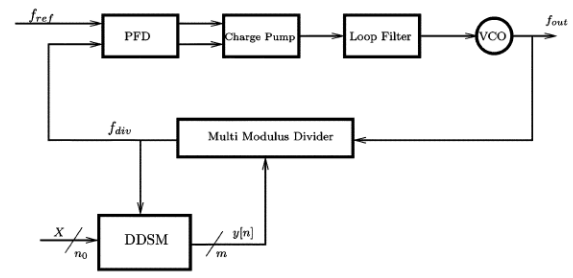 f_ref
PFD
Charge Pump
Loop Filter
VCO
f_out
f_div
Multi Modulus Divider
X
n_0
DDSM
m
y[n]